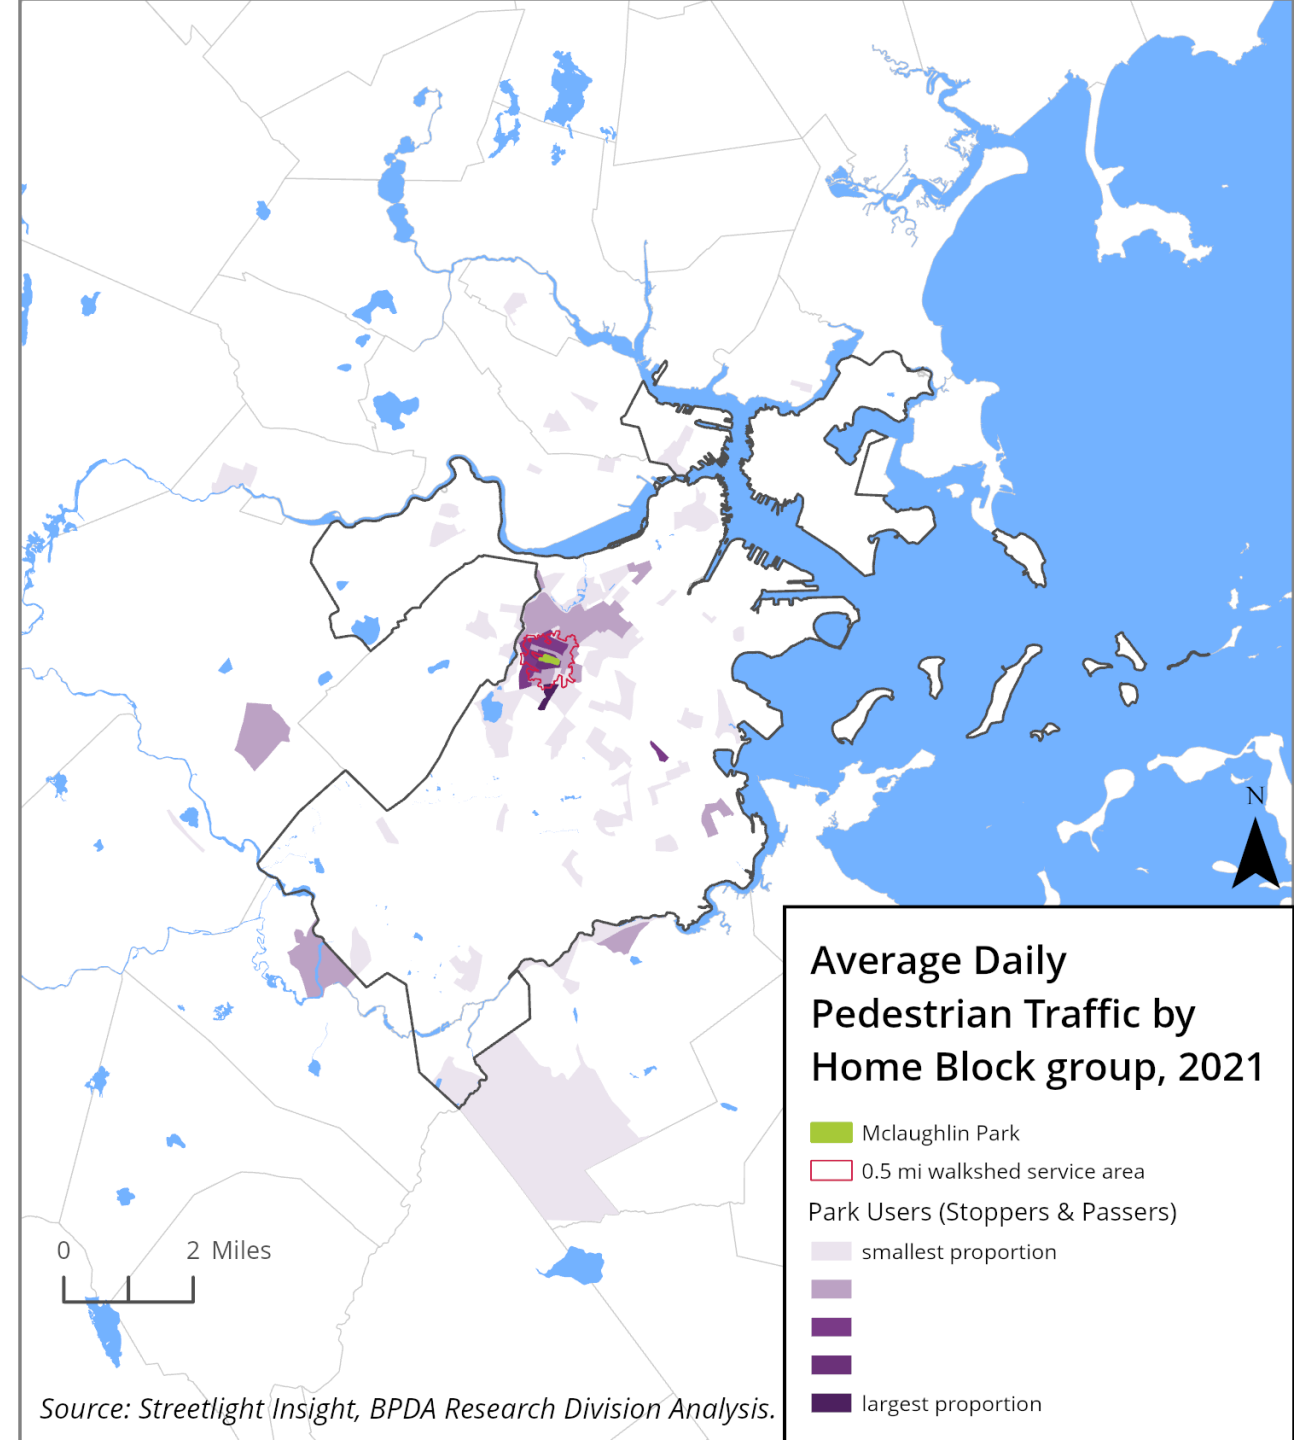 N
Average Daily
Pedestrian Traffic by
Home Block group, 2021
Mclaughlin Park
0.5 mi walkshed service area
Park Users (Stoppers & Passers)
smallest proportion
largest proportion
0 2 Miles
Source: Streetlight Insight, BPDA Research Division Analysis.